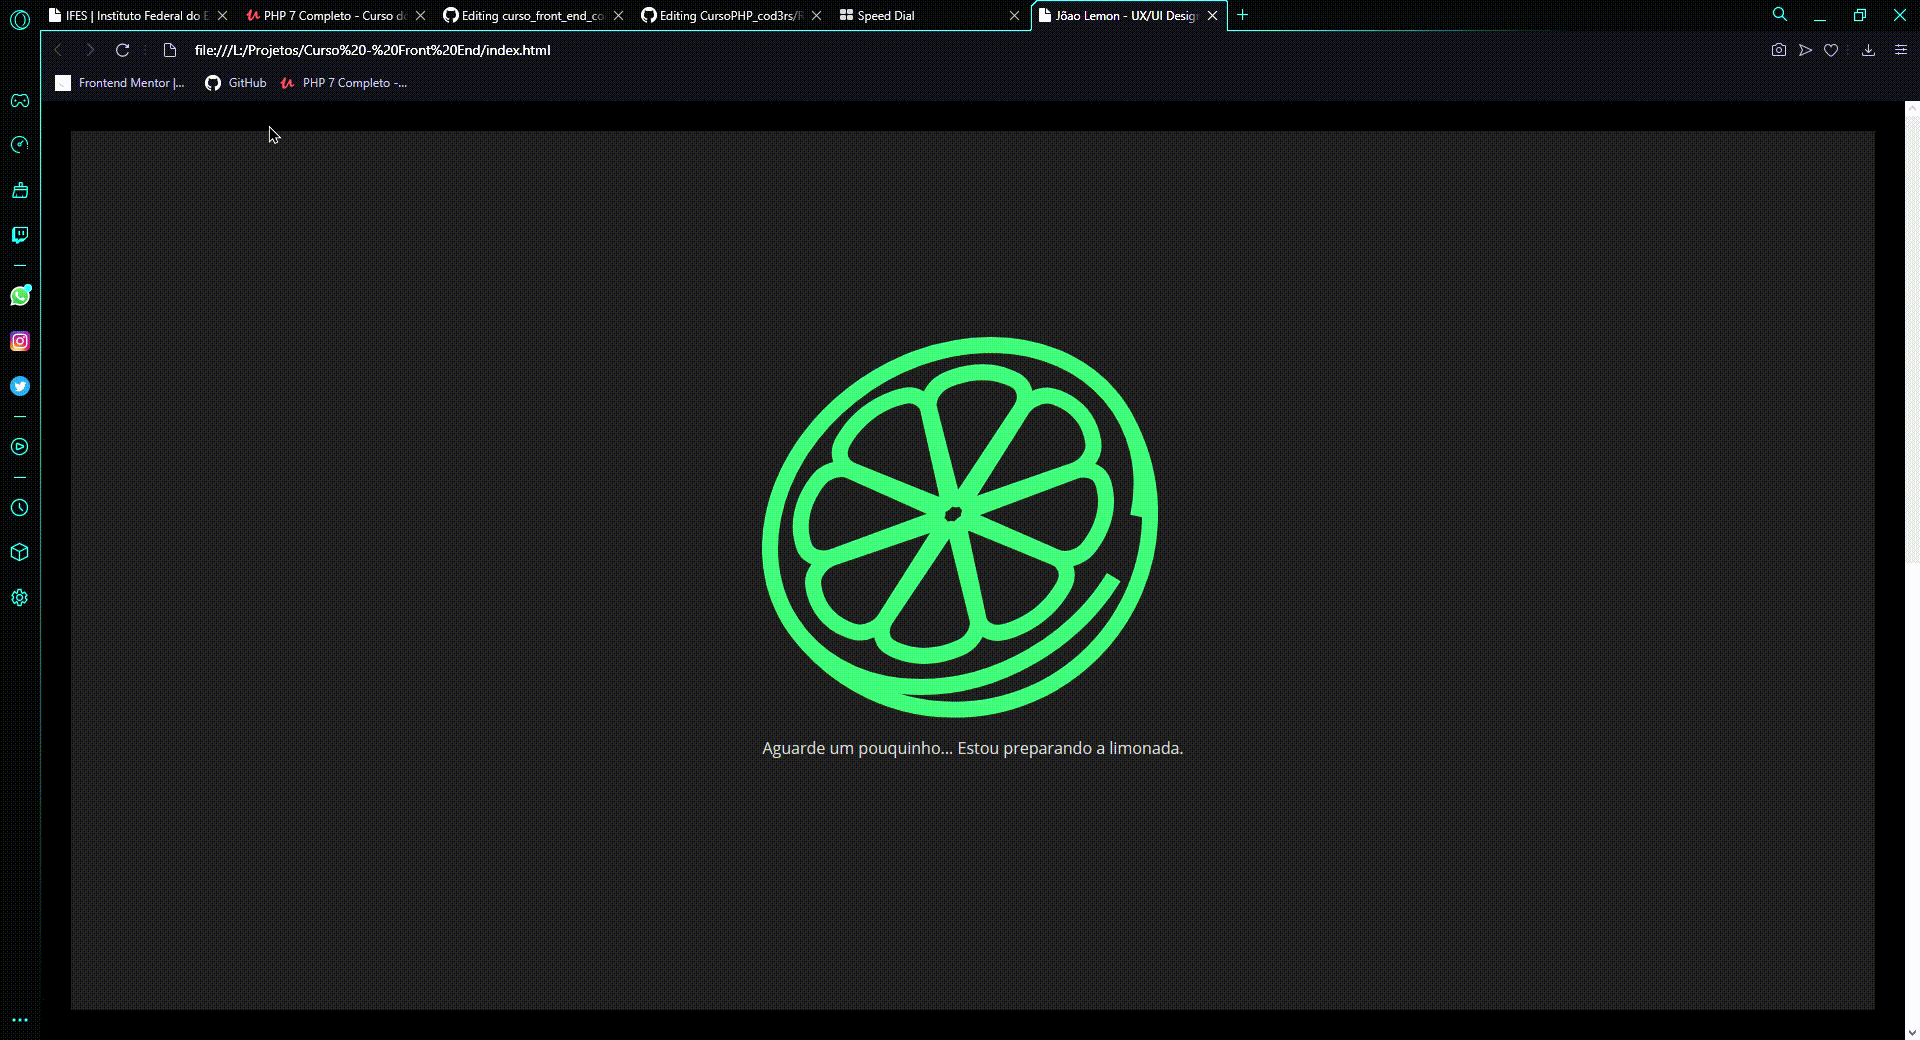 IFES | Instituto Federal do E
PHP 7 Completo - Curso d
Editing curso_front_end_co
Editing CursoPHP_cod3rs/R
Speed Dial
Jõao Lemon - UX/UI Design
file:///L:/Projetos/Curso%20-%20Front%20End/index.html
Frontend Mentor |...
GitHub
PHP 7 Completo -...
Aguarde um pouquinho... Estou preparando a limonada.